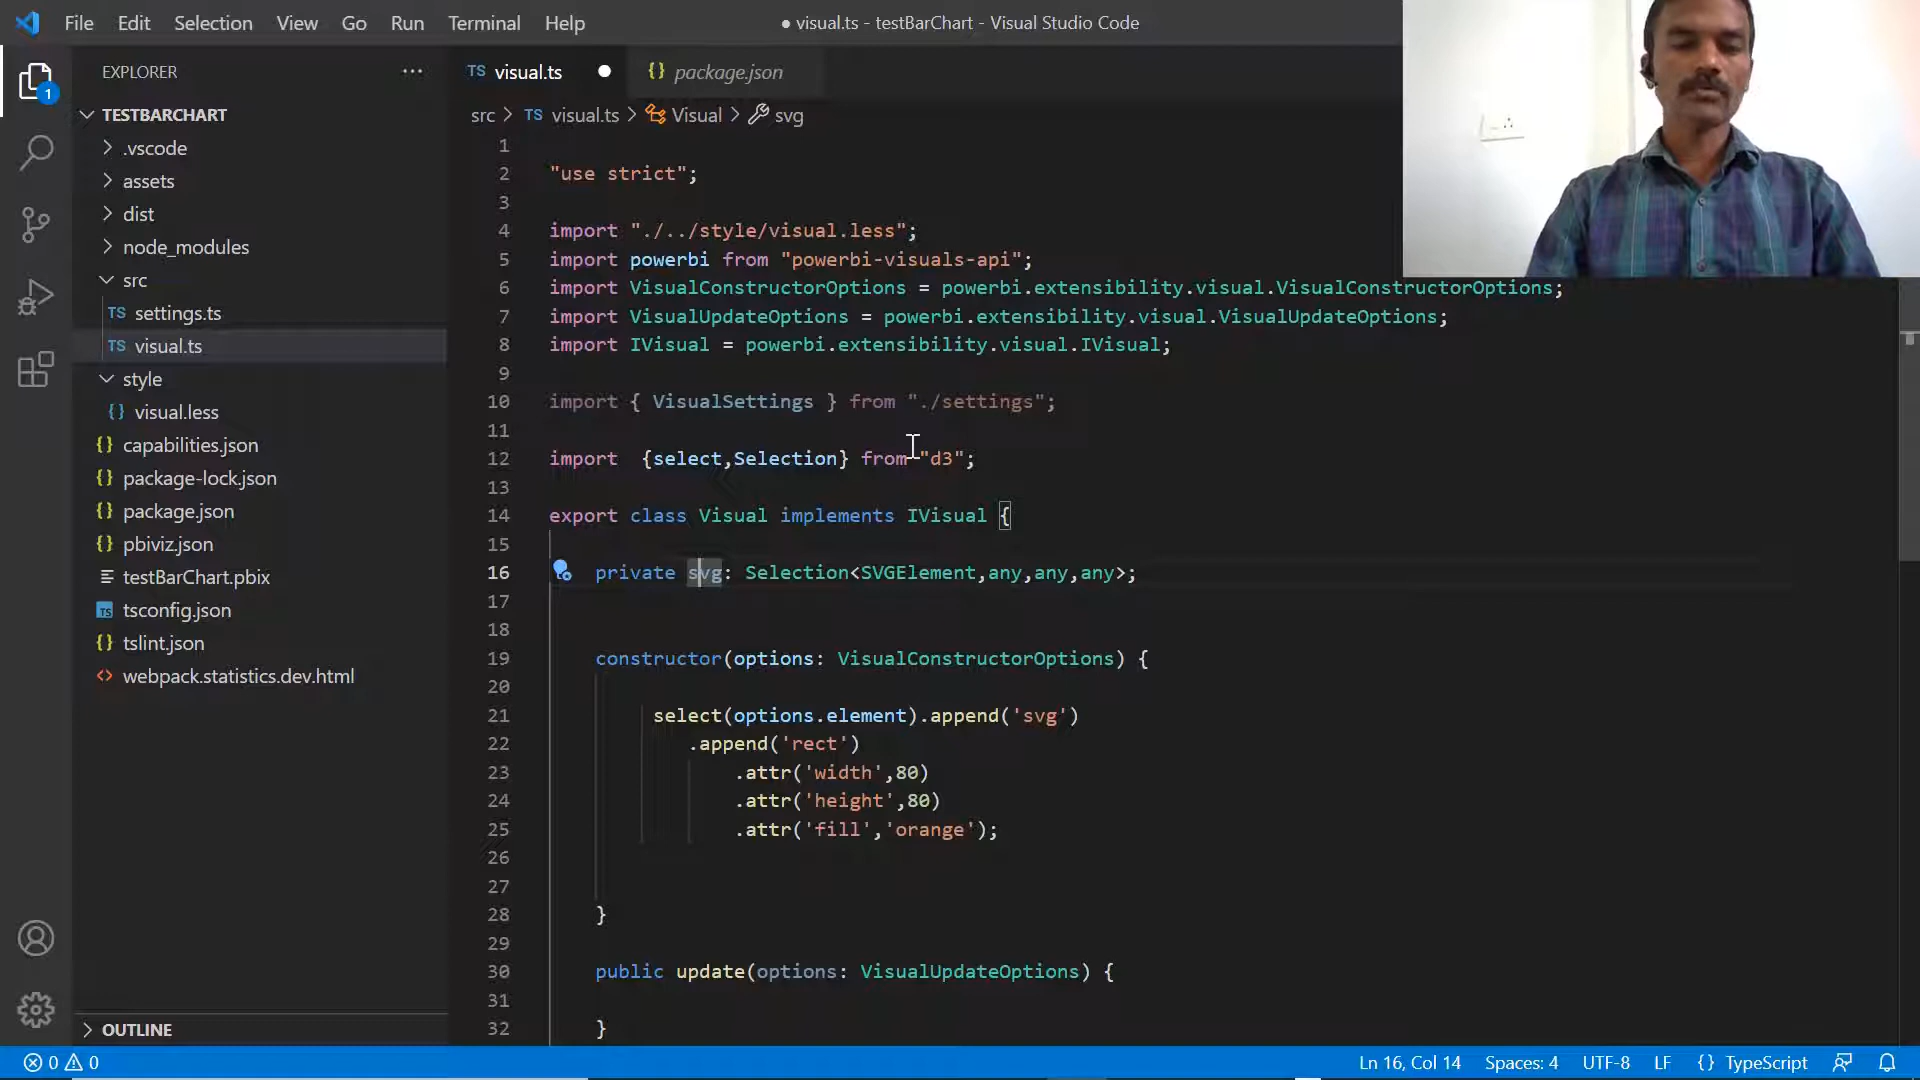 File Edit Selection View Go Run Terminal Help
● visual.ts - testBarChart - Visual Studio Code
EXPLORER ···
TS visual.ts ● {} package.json
TESTBARCHART
src > TS visual.ts > Visual > svg
1
.vscode
assets
dist
node_modules
src
TS settings.ts
TS visual.ts
style
{} visual.less
{} capabilities.json
{} package-lock.json
{} package.json
{} pbiviz.json
testBarChart.pbix
TS tsconfig.json
{} tslint.json
<> webpack.statistics.dev.html
OUTLINE
1
2 "use strict";
3
4 import "./../style/visual.less";
5 import powerbi from "powerbi-visuals-api";
6 import VisualConstructorOptions = powerbi.extensibility.visual.VisualConstructorOptions;
7 import VisualUpdateOptions = powerbi.extensibility.visual.VisualUpdateOptions;
8 import IVisual = powerbi.extensibility.visual.IVisual;
9
10 import { VisualSettings } from "./settings";
11
12 import  {select,Selection} from "d3";
13
14 export class Visual implements IVisual {
15
16     private svg: Selection<SVGElement,any,any,any>;
17
18
19     constructor(options: VisualConstructorOptions) {
20
21          select(options.element).append('svg')
22             .append('rect')
23                 .attr('width',80)
24                 .attr('height',80)
25                 .attr('fill','orange');
26
27
28     }
29
30     public update(options: VisualUpdateOptions) {
31
32     }
0 0
Ln 16, Col 14 Spaces: 4 UTF-8 LF {} TypeScript